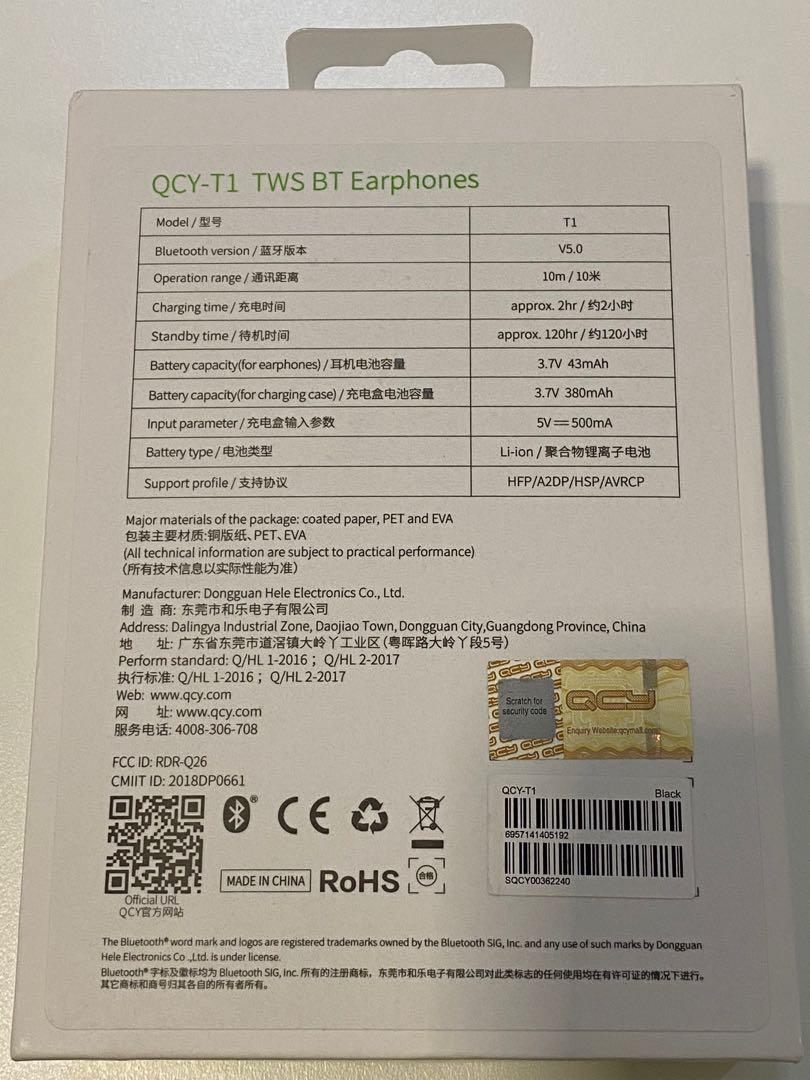 QCY-T1 TWS BT Earphones
Model / 型号 T1
Bluetooth version / 蓝牙版本 V5.0
Operation range / 通讯距离 10m / 10米
Charging time / 充电时间 approx. 2hr / 约2小时
Standby time / 待机时间 approx. 120hr / 约120小时
Battery capacity(for earphones) / 耳机电池容量 3.7V 43mAh
Battery capacity(for charging case) / 充电盒电池容量 3.7V 380mAh
Input parameter / 充电盒输入参数 5V⎓500mA
Battery type / 电池类型 Li-ion / 聚合物锂离子电池
Support profile / 支持协议 HFP/A2DP/HSP/AVRCP
Major materials of the package: coated paper, PET and EVA
包装主要材质:铜版纸、PET、EVA
(All technical information are subject to practical performance)
(所有技术信息以实际性能为准)
Manufacturer: Dongguan Hele Electronics Co., Ltd.
制 造 商: 东莞市和乐电子有限公司
Address: Dalingya Industrial Zone, Daojiao Town, Dongguan City,Guangdong Province, China
地 址: 广东省东莞市道滘镇大岭丫工业区(粤晖路大岭丫段5号)
Perform standard: Q/HL 1-2016; Q/HL 2-2017
执行标准: Q/HL 1-2016; Q/HL 2-2017
Web: www.qcy.com
网 址: www.qcy.com
服务电话: 4008-306-708
Scratch for
security code
QCY
Enquiry Website:qcymall.com
FCC ID: RDR-Q26
CMIIT ID: 2018DP0661
QCY-T1 Black
6957141405192
SQCY00362240
CE
MADE IN CHINA
RoHS
合格
Official URL
QCY官方网站
The Bluetooth® word mark and logos are registered trademarks owned by the Bluetooth SIG, Inc. and any use of such marks by Dongguan
Hele Electronics Co .,Ltd. is under license.
Bluetooth® 字标及徽标均为 Bluetooth SIG, Inc. 所有的注册商标，东莞市和乐电子有限公司对此类标志的任何使用均在有许可证的情况下进行。
其它商标和商号归其各自的所有者所有。